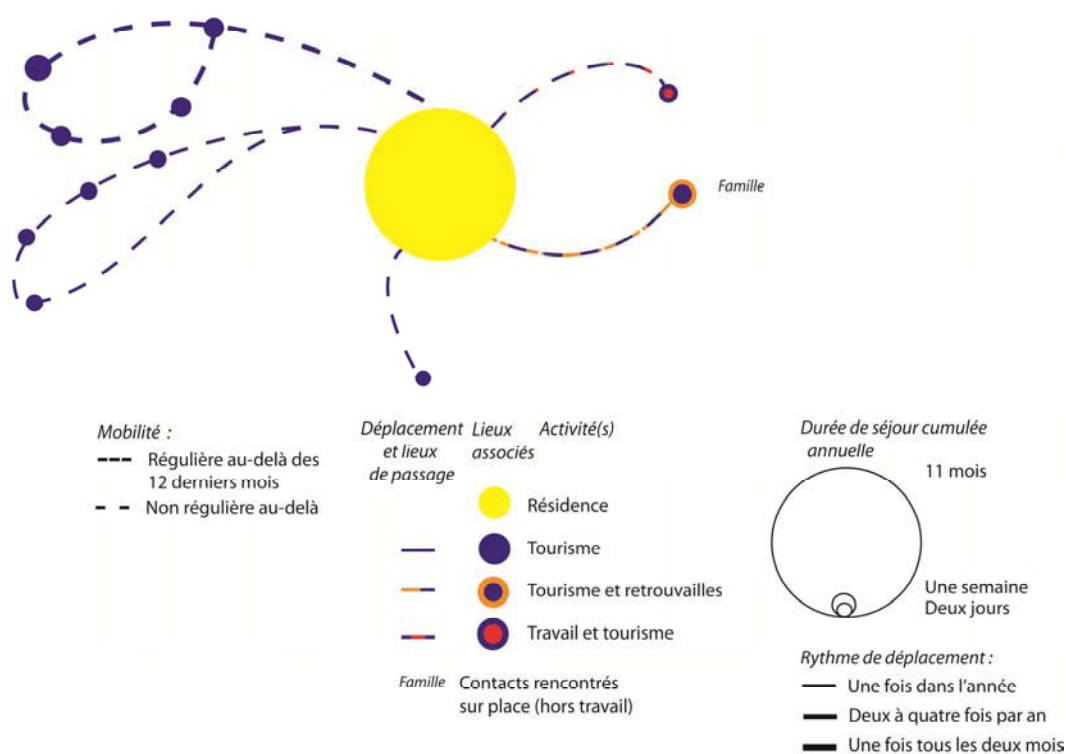 Famille
Mobilité :
Régulière au-delà des
12 derniers mois
Non régulière au-delà
Déplacement
et lieux
de passage
Lieux
associés
Activité(s)
Résidence
Tourisme
Tourisme et retrouvailles
Travail et tourisme
Famille Contacts rencontrés
sur place (hors travail)
Durée de séjour cumulée
annuelle
11 mois
Une semaine
Deux jours
Rythme de déplacement :
Une fois dans l'année
Deux à quatre fois par an
Une fois tous les deux mois